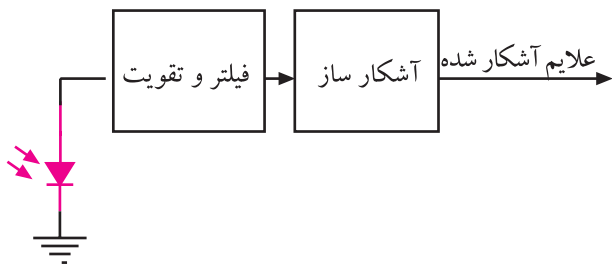 فیلتر و تقویت
آشکار ساز
علایم آشکار شده